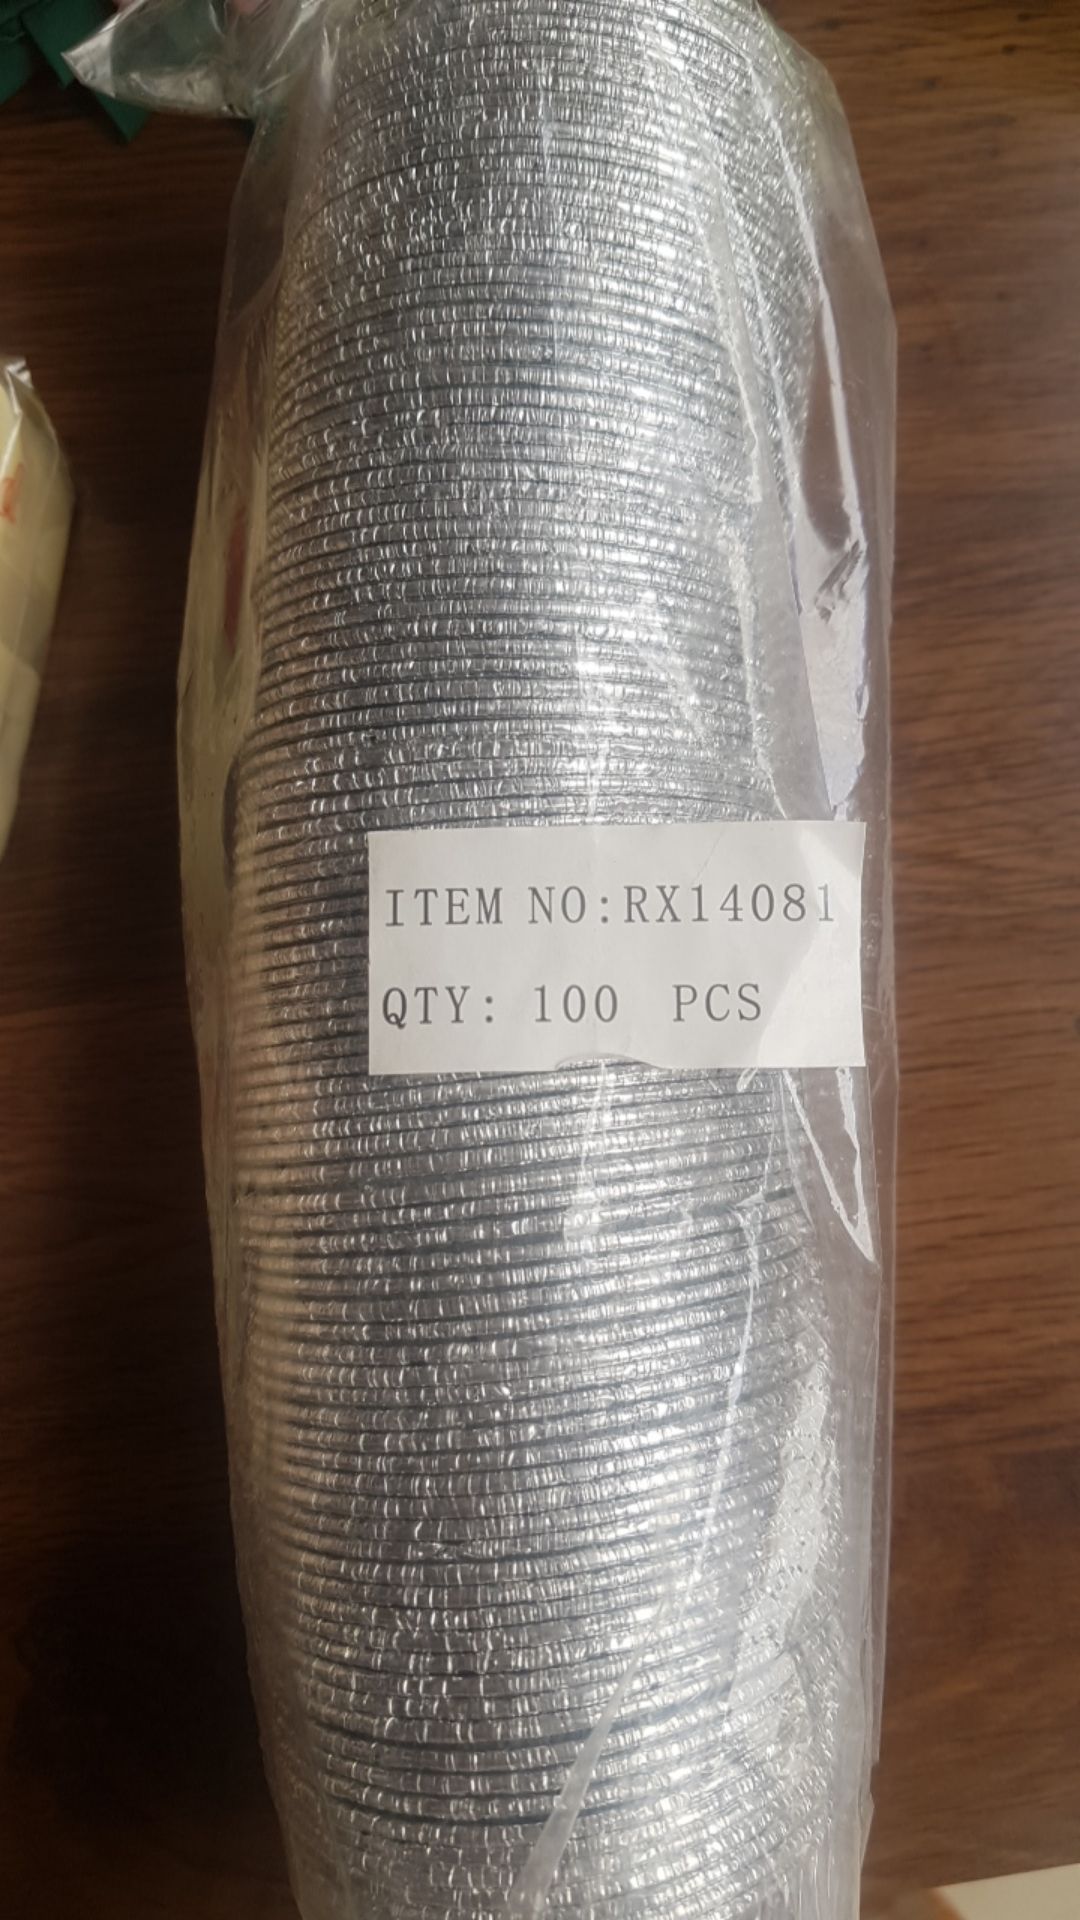 ITEM NO:RX14081
QTY: 100 PCS